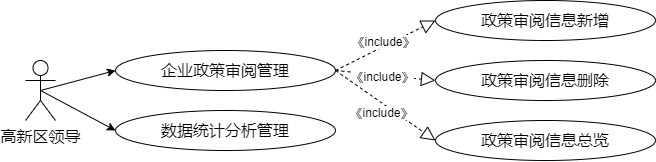 政策审阅信息新增
《include》
企业政策审阅管理
《include》
政策审阅信息删除
《include》
高新区领导
数据统计分析管理
政策审阅信息总览